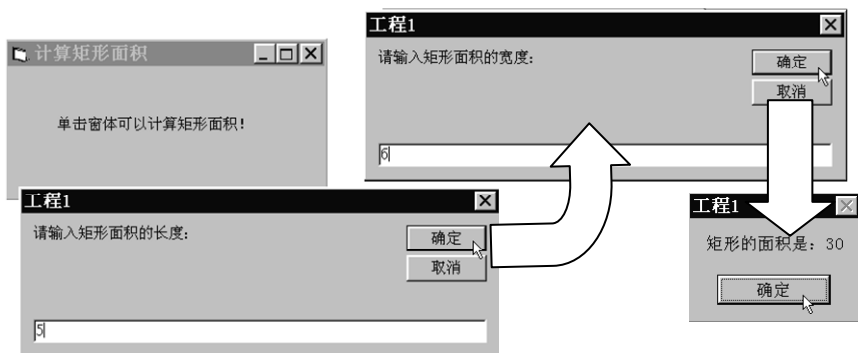 计算矩形面积
单击窗体可以计算矩形面积!
工程1
请输入矩形面积的长度:
确定
取消
5
工程1
请输入矩形面积的宽度:
确定
取消
6
工程1
矩形的面积是: 30
确定